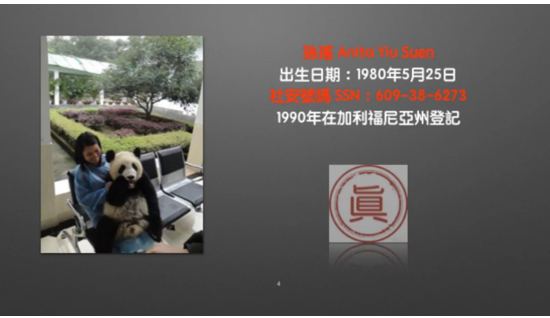 Anita Yiu Suen
出生日期：1980年5月25日
社安號碼 SSN：609-38-6273
1990年在加利福尼亞州登記
眞
4